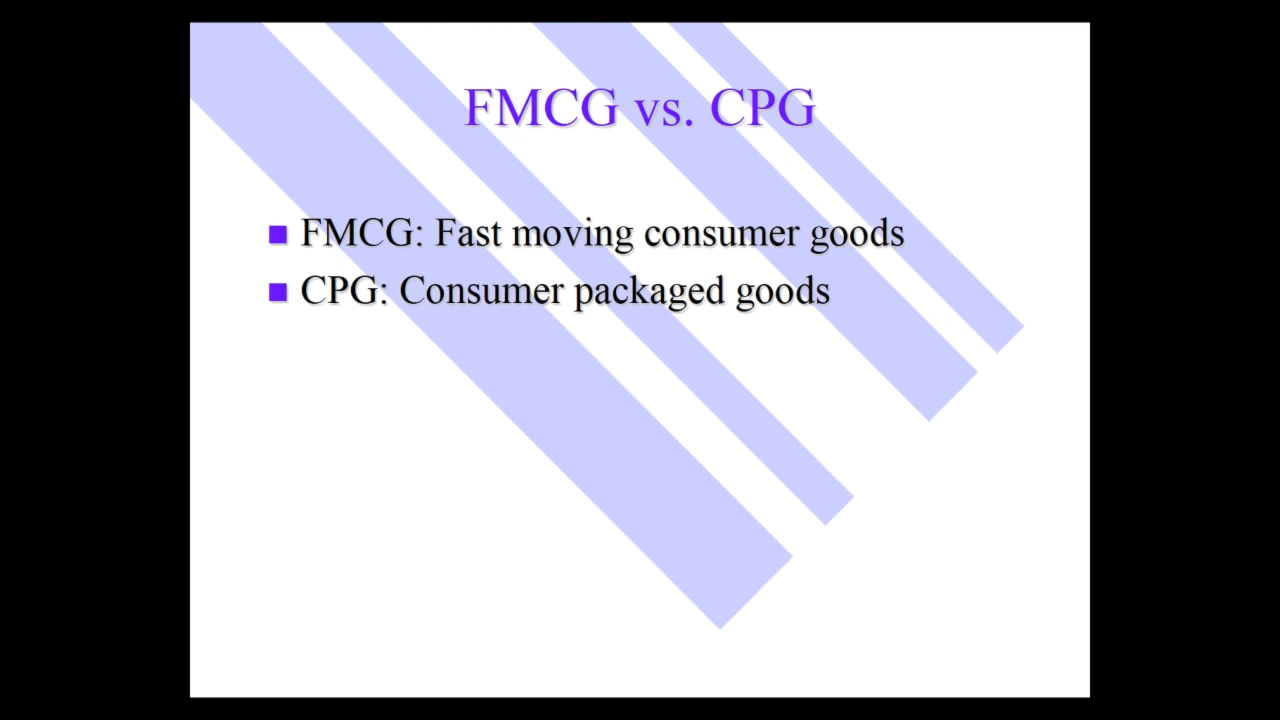 FMCG vs. CPG
FMCG: Fast moving consumer goods
CPG: Consumer packaged goods